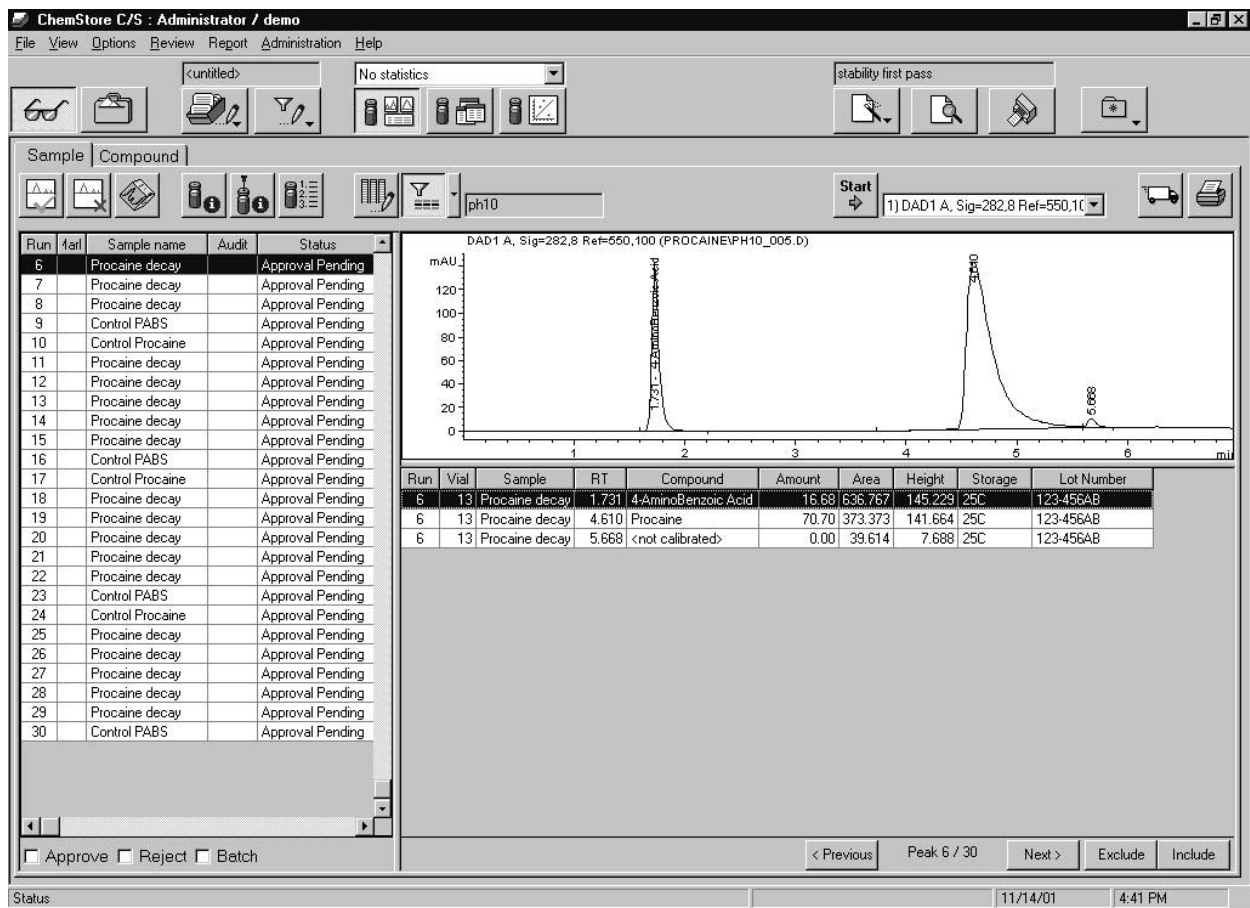 ChemStore C/S : Administrator / demo
File View Options Review Report Administration Help
<untitled>
No statistics
stability first pass
Sample Compound
ph10
Start
1) DAD1 A, Sig=282,8 Ref=550,10
Run Marl Sample name Audit Status
6 Procaine decay Approval Pending
7 Procaine decay Approval Pending
8 Procaine decay Approval Pending
9 Control PABS Approval Pending
10 Control Procaine Approval Pending
11 Procaine decay Approval Pending
12 Procaine decay Approval Pending
13 Procaine decay Approval Pending
14 Procaine decay Approval Pending
15 Procaine decay Approval Pending
16 Control PABS Approval Pending
17 Control Procaine Approval Pending
18 Procaine decay Approval Pending
19 Procaine decay Approval Pending
20 Procaine decay Approval Pending
21 Procaine decay Approval Pending
22 Procaine decay Approval Pending
23 Control PABS Approval Pending
24 Control Procaine Approval Pending
25 Procaine decay Approval Pending
26 Procaine decay Approval Pending
27 Procaine decay Approval Pending
28 Procaine decay Approval Pending
29 Procaine decay Approval Pending
30 Control PABS Approval Pending
Approve Reject Batch
DAD1 A, Sig=282,8 Ref=550,100 (PROCAINE\PH10_005.D)
mAU
120
100
80
60
40
20
0
1.731 - 4-AminoBenzoic Acid
4.610
5.668
1 2 3 4 5 6 mi
Run Vial Sample RT Compound Amount Area Height Storage Lot Number
6 13 Procaine decay 1.731 4-AminoBenzoic Acid 16.68 636.767 145.229 25C 123-456AB
6 13 Procaine decay 4.610 Procaine 70.70 373.373 141.664 25C 123-456AB
6 13 Procaine decay 5.668 <not calibrated> 0.00 39.614 7.688 25C 123-456AB
< Previous Peak 6 / 30 Next > Exclude Include
Status 11/14/01 4:41 PM